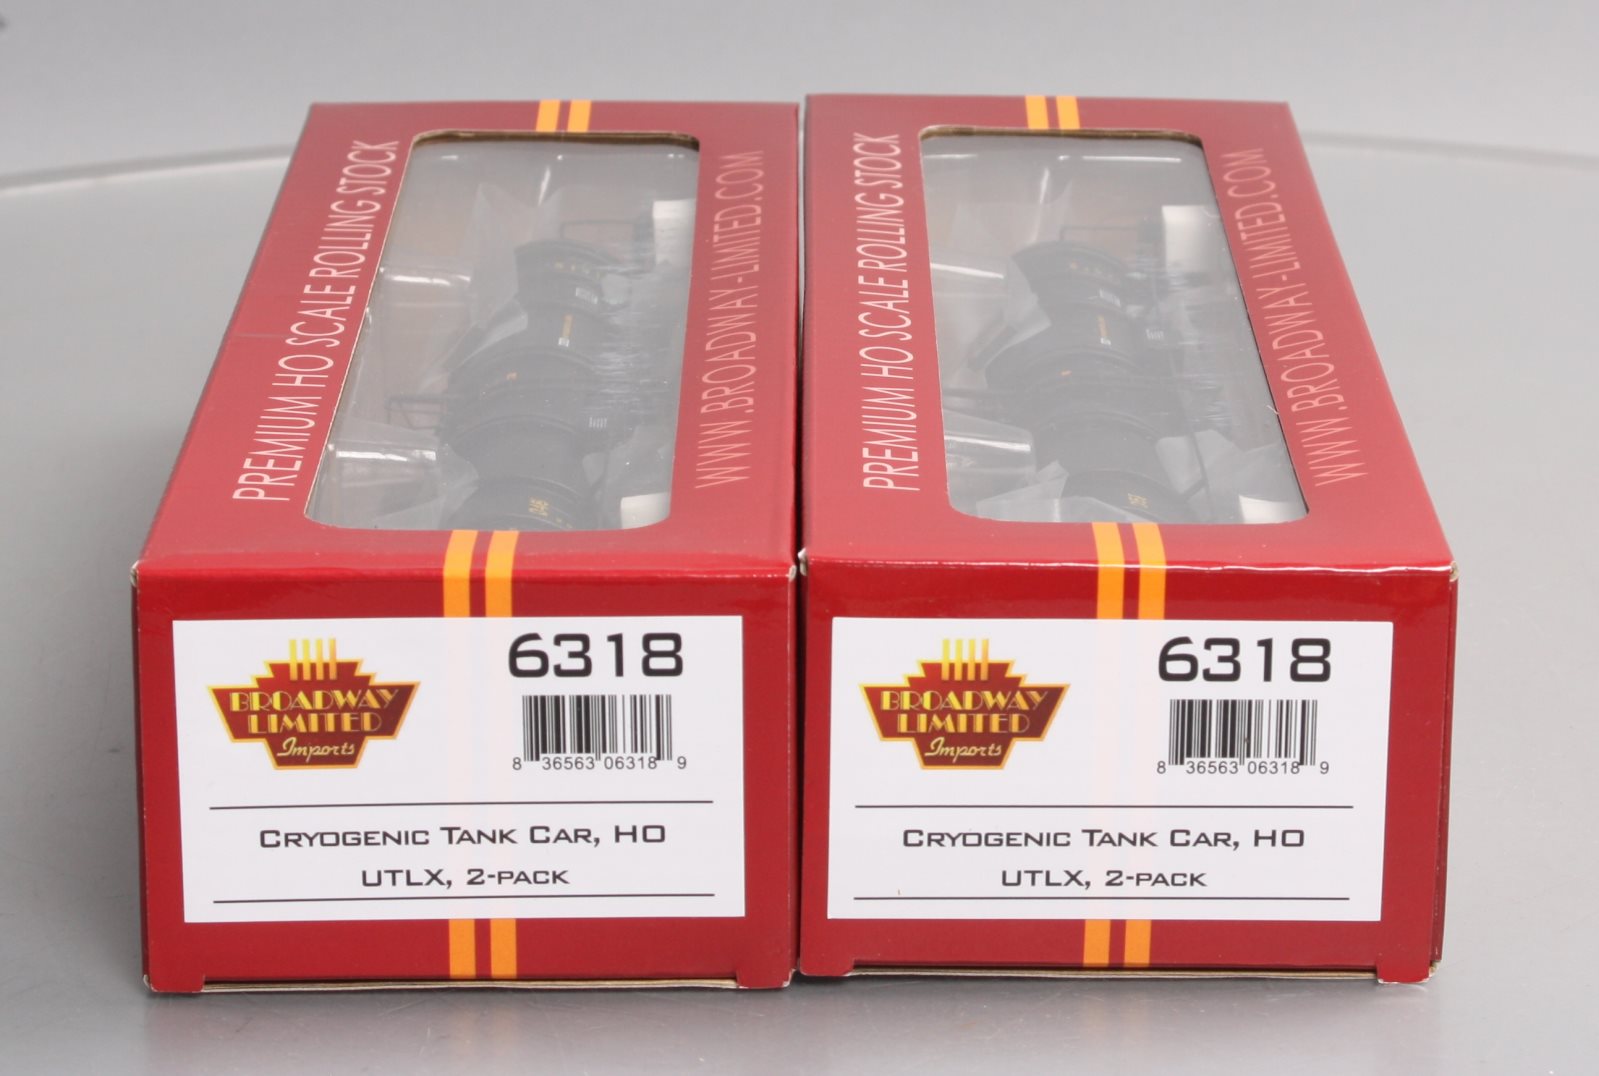 PREMIUM HO SCALE ROLLING STOCK
WWW.BROADWAY-LIMITED.COM
6318
BROADWAY
LIMITED
Imports
8 36563 06318 9
CRYOGENIC TANK CAR, HO
UTLX, 2-PACK
PREMIUM HO SCALE ROLLING STOCK
WWW.BROADWAY-LIMITED.COM
6318
BROADWAY
LIMITED
Imports
8 36563 06318 9
CRYOGENIC TANK CAR, HO
UTLX, 2-PACK